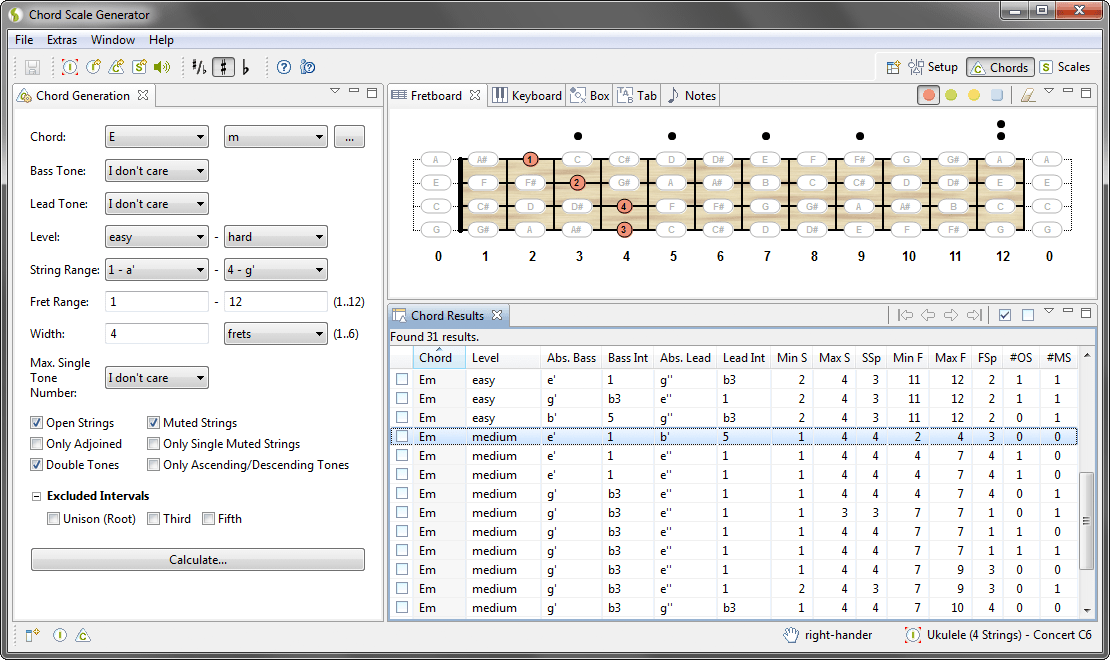 Chord Scale Generator
File Extras Window Help
#/b # b Setup Chords S Scales
Chord Generation
Chord: E m ...
Bass Tone: I don't care
Lead Tone: I don't care
Level: easy - hard
String Range: 1 - a' - 4 - g'
Fret Range: 1 - 12 (1..12)
Width: 4 frets (1..6)
Max. Single
Tone
Number: I don't care
Open Strings Muted Strings
Only Adjoined Only Single Muted Strings
Double Tones Only Ascending/Descending Tones
Excluded Intervals
Unison (Root) Third Fifth
Calculate...
Fretboard Keyboard Box Tab Notes
A A# 1 C C# D D# E F F# G G# A A
E F F# 2 G# A A# B C C# D D# E E
C C# D D# 4 F F# G G# A A# B C C
G G# A A# 3 C C# D D# E F F# G G
0 1 2 3 4 5 6 7 8 9 10 11 12 0
Chord Results
Found 31 results.
Chord Level Abs. Bass Bass Int Abs. Lead Lead Int Min S Max S SSp Min F Max F FSp #OS #MS
Em easy e' 1 g'' b3 2 4 3 11 12 2 1 1
Em easy g' b3 e'' 1 2 4 3 11 12 2 1 1
Em easy b' 5 g'' b3 2 4 3 11 12 2 0 1
Em medium e' 1 b' 5 1 4 4 2 4 3 0 0
Em medium e' 1 e'' 1 1 4 4 4 7 4 1 0
Em medium e' 1 e'' 1 1 4 4 4 7 4 1 0
Em medium g' b3 e'' 1 1 4 4 4 7 4 0 1
Em medium g' b3 e'' 1 1 3 3 7 7 1 0 1
Em medium g' b3 e'' 1 1 4 4 7 7 1 1 0
Em medium g' b3 e'' 1 1 4 4 7 7 1 1 1
Em medium g' b3 e'' 1 1 4 4 7 9 3 0 0
Em medium g' b3 e'' 1 2 4 3 7 9 3 0 1
Em medium g' b3 g'' b3 1 4 4 7 10 4 0 0
right-hander Ukulele (4 Strings) - Concert C6